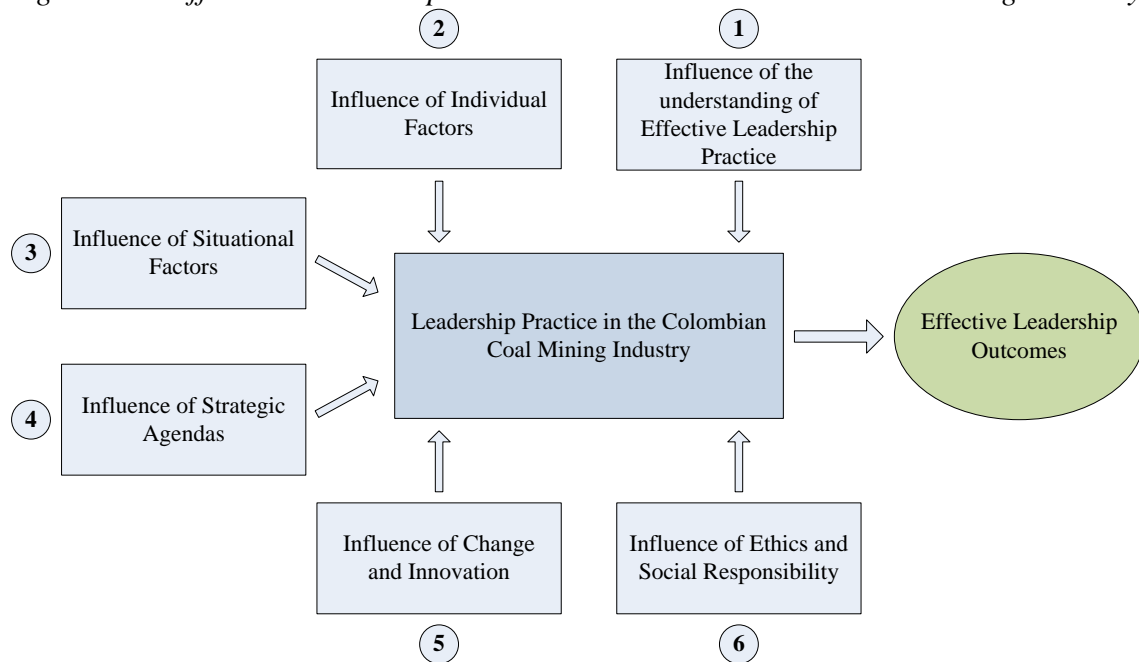 2
1
Influence of Individual
Factors
Influence of the
understanding of
Effective Leadership
Practice
3
Influence of Situational
Factors
Leadership Practice in the Colombian
Coal Mining Industry
Effective Leadership
Outcomes
4
Influence of Strategic
Agendas
Influence of Change
and Innovation
Influence of Ethics and
Social Responsibility
5
6